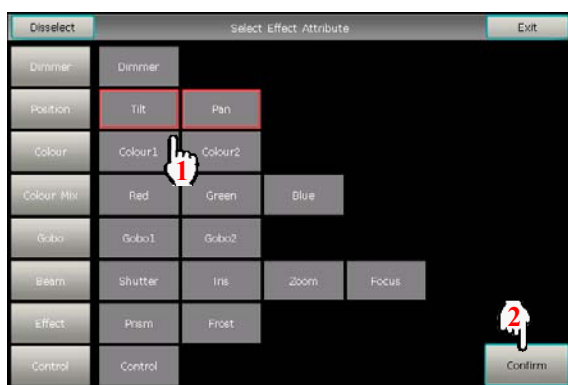 Disselect Select Effect Attribute Exit
Dimmer Dimmer
Position Tilt Pan
Colour Colour1 Colour2
1
Colour Mix Red Green Blue
Gobo Gobo1 Gobo2
Beam Shutter Iris Zoom Focus
Effect Prism Frost
2
Control Control Confirm